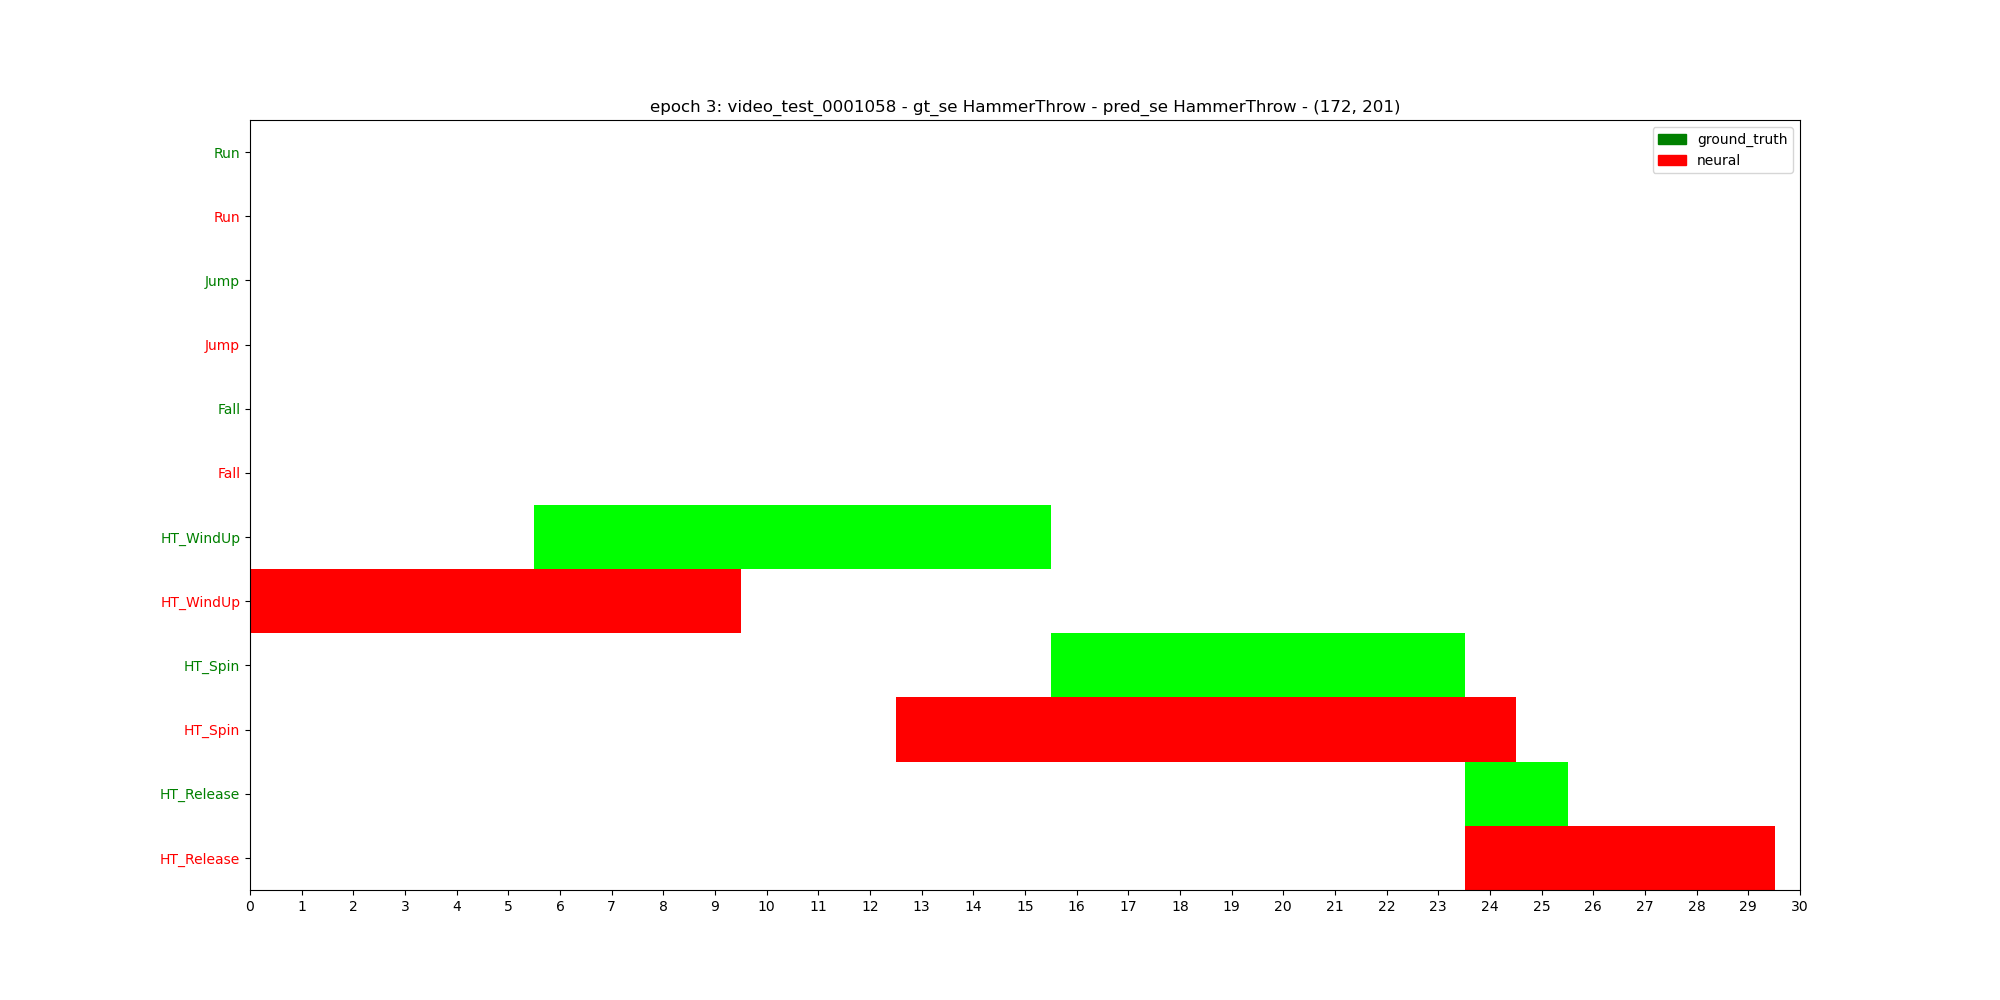 epoch 3: video_test_0001058 - gt_se HammerThrow - pred_se HammerThrow - (172, 201)
ground_truth
neural
Run
Run
Jump
Jump
Fall
Fall
HT_WindUp
HT_WindUp
HT_Spin
HT_Spin
HT_Release
HT_Release
0 1 2 3 4 5 6 7 8 9 10 11 12 13 14 15 16 17 18 19 20 21 22 23 24 25 26 27 28 29 30